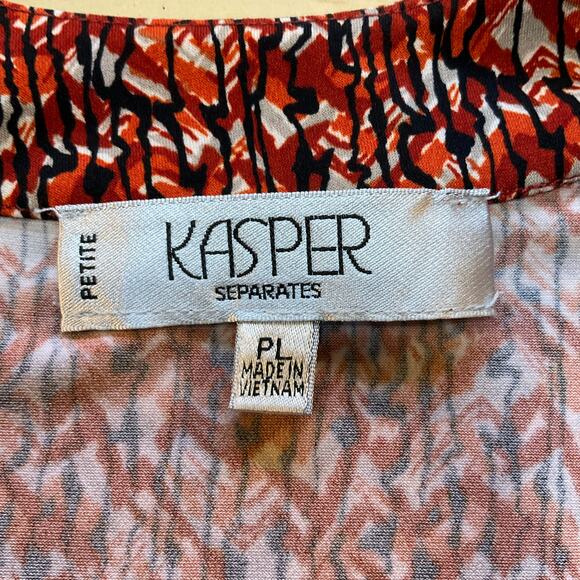 PETITE
KASPER
SEPARATES
PL
MADE IN
VIETNAM